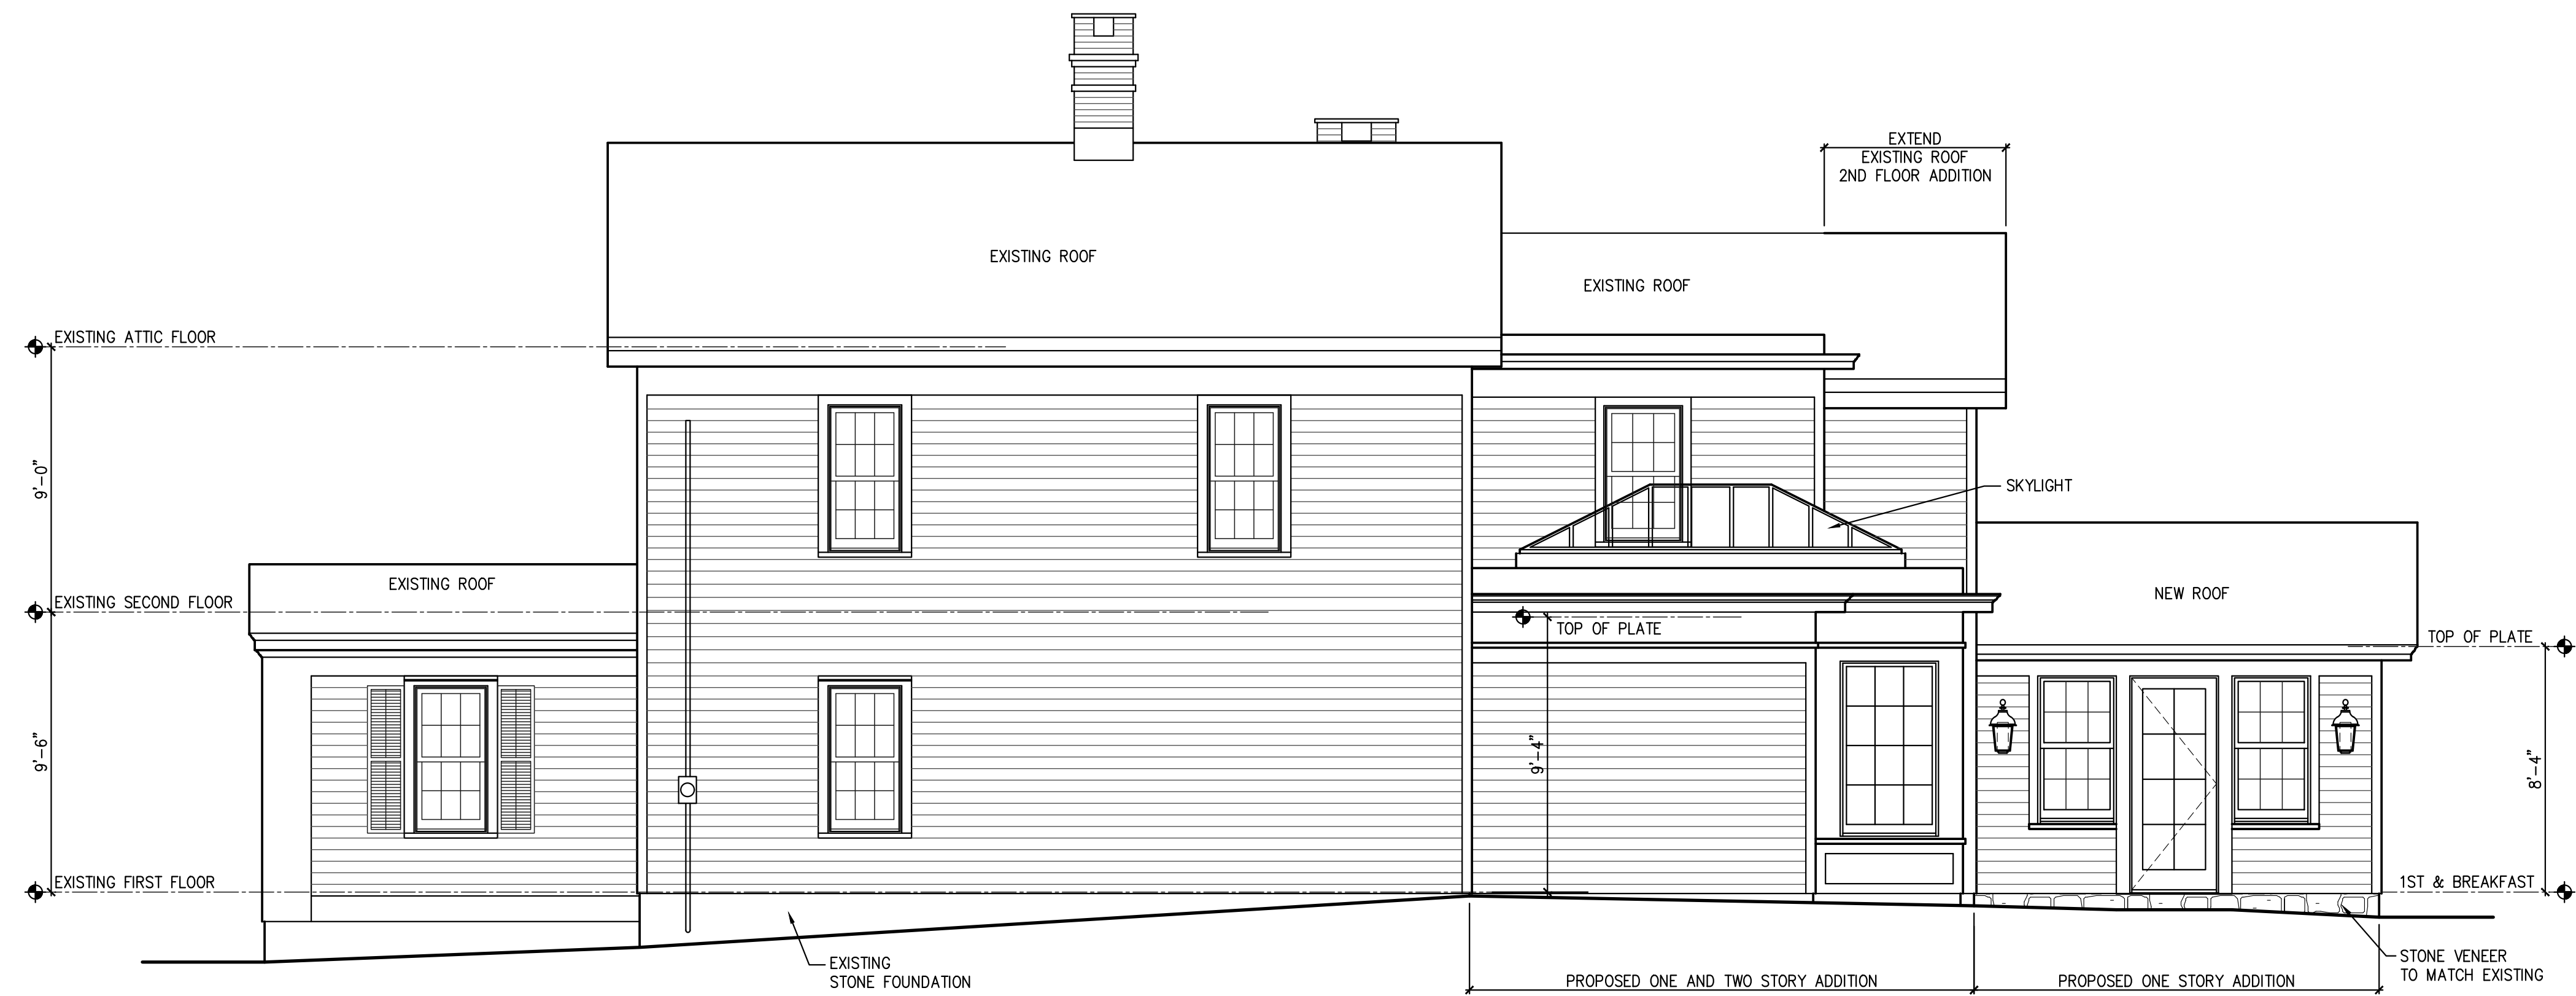 EXTEND
EXISTING ROOF
2ND FLOOR ADDITION
EXISTING ROOF
EXISTING ROOF
EXISTING ATTIC FLOOR
9'-0"
SKYLIGHT
EXISTING ROOF
NEW ROOF
EXISTING SECOND FLOOR
TOP OF PLATE
TOP OF PLATE
9'-6"
9'-4"
8'-4"
EXISTING FIRST FLOOR
1ST & BREAKFAST
EXISTING
STONE FOUNDATION
PROPOSED ONE AND TWO STORY ADDITION
PROPOSED ONE STORY ADDITION
STONE VENEER
TO MATCH EXISTING